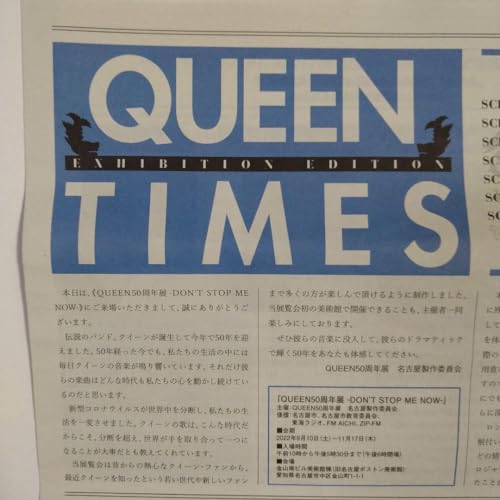 QUEEN
EXHIBITION EDITION
TIMES
本日は、《QUEEN50周年展 -DON'T STOP ME
NOW-》にご来場いただきまして、誠にありがとうご
ざいます。
伝説のバンド、クイーンが誕生して今年で50年を迎
えました。50年経った今でも、私たちの生活の中には
毎日クイーンの音楽が鳴り響いています。それだけ彼
らの楽曲はどんな時代も私たちの心を動かし続けてい
るのだと思います。
新型コロナウイルスが世界中を分断し、私たちの生
活を一変させました。クイーンの歌は、こんな時代だ
からこそ、分断を超え、世界が手を取り合って一つに
なることが大事だとも教えてくれています。
当展覧会は昔からの熱心なクイーン・ファンから、
最近クイーンを知ったという若い世代や新しいファン
まで多くの方が楽しんで頂けるように制作しました。
当展覧会初の美術館で開催できることも、主催者一同
楽しみにしております。
ぜひ彼らの音楽に没入して、彼らのドラマティック
で輝く50年をあなたも体感してください。
QUEEN50周年展 名古屋製作委員会
『QUEEN50周年展 -DON'T STOP ME NOW-』
主催：QUEEN50周年展 名古屋製作委員会
後援：名古屋市、名古屋市教育委員会、
東海ラジオ、FM AICHI、ZIP-FM
■会期
2022年9月10日（土）～11月17日（木）
■入場時間
午前10時から午後5時30分まで（午後6時閉場）
■会場
金山南ビル美術館棟（旧名古屋ボストン美術館）
愛知県名古屋市中区金山町1-1-1